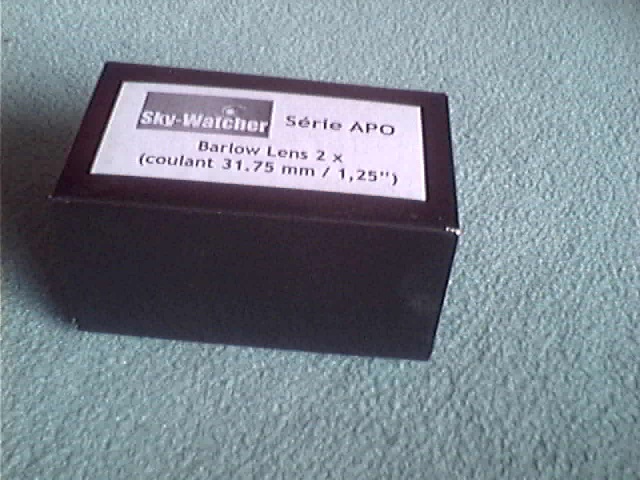 Sky-Watcher Série APO
Barlow Lens 2 x
(coulant 31.75 mm / 1,25")